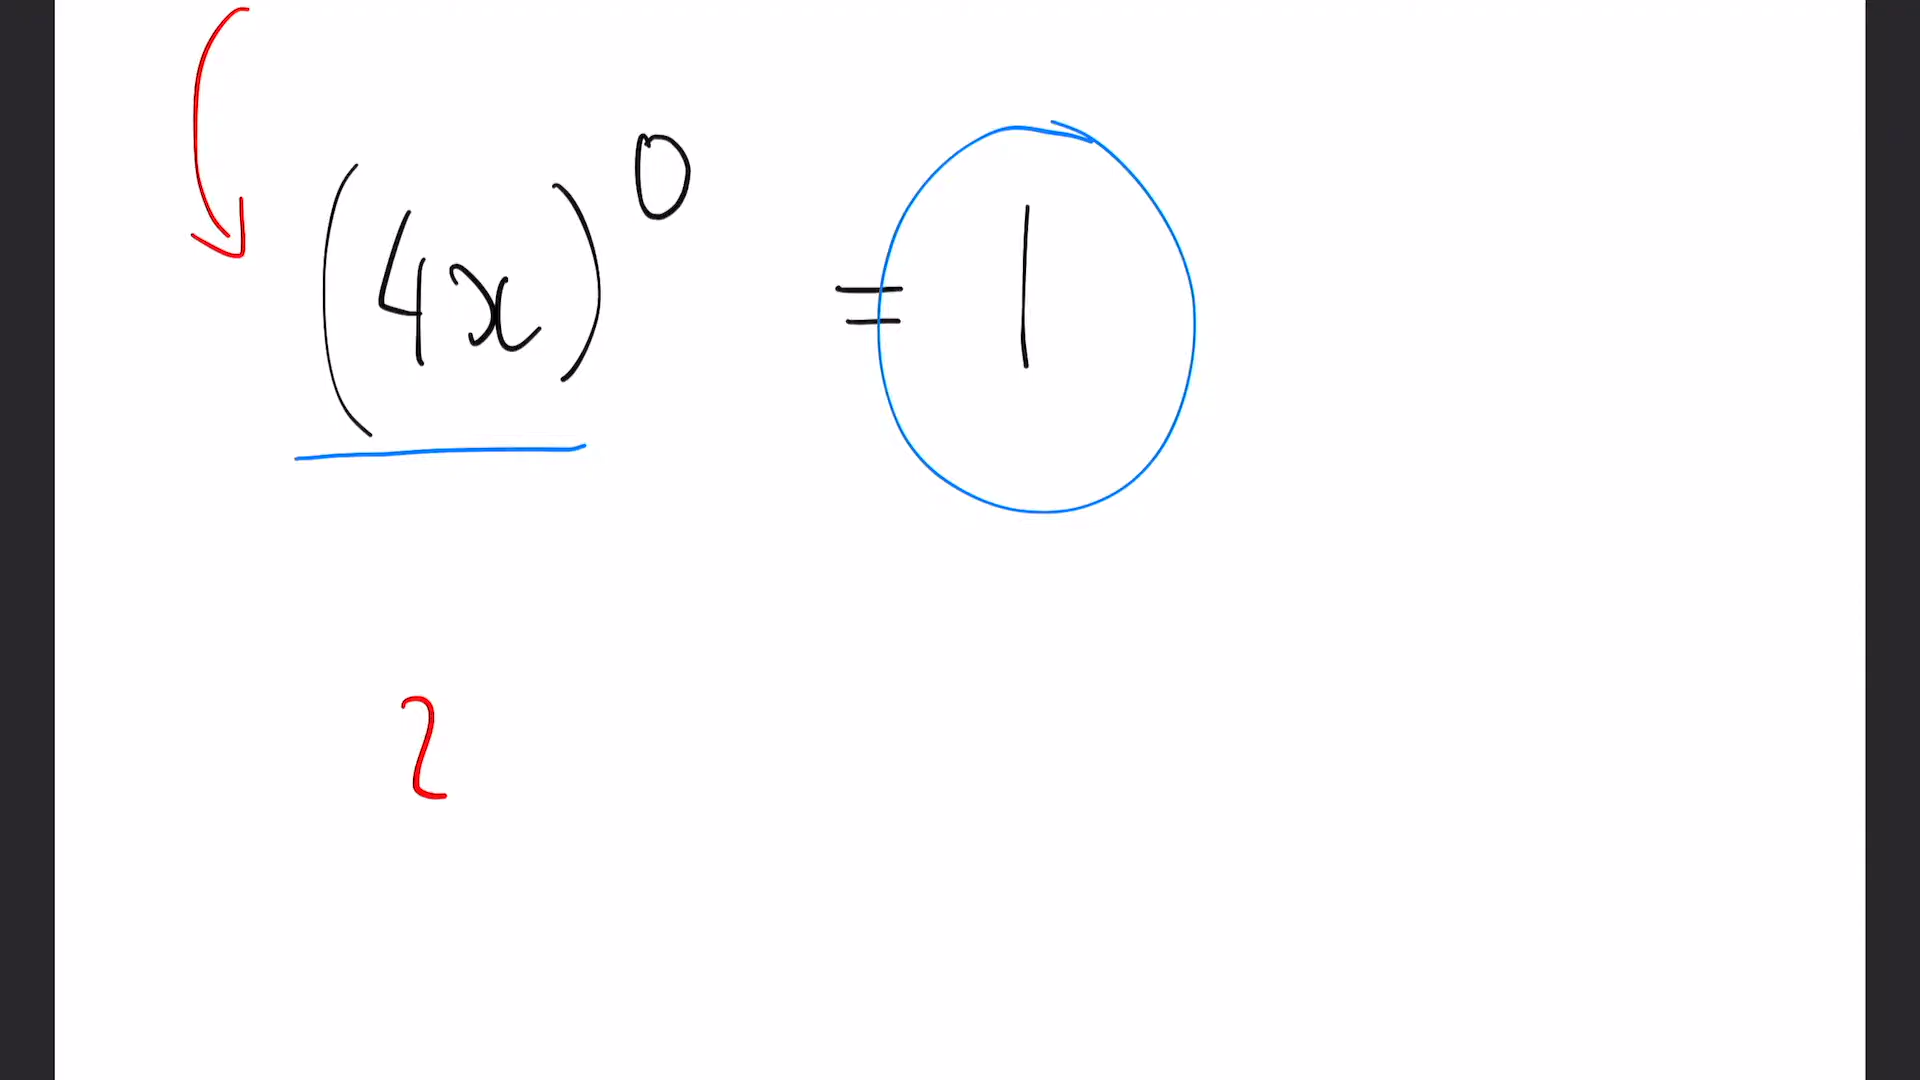 (4x)⁰ = 1
2